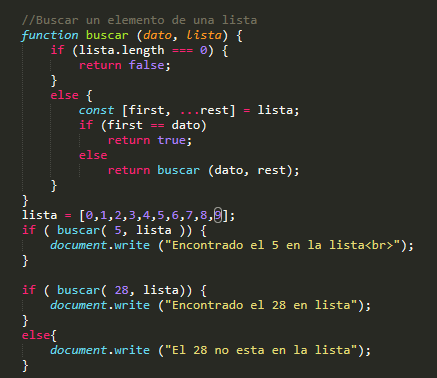 //Buscar un elemento de una lista
function buscar (dato, lista) {
    if (lista.length === 0) {
        return false;
    }
    else {
        const [first, ...rest] = lista;
        if (first == dato)
            return true;
        else
            return buscar (dato, rest);
    }
}
lista = [0,1,2,3,4,5,6,7,8,9];
if ( buscar( 5, lista )) {
    document.write ("Encontrado el 5 en la lista<br>");
}

if ( buscar( 28, lista)) {
    document.write ("Encontrado el 28 en lista");
}
else{
    document.write ("El 28 no esta en la lista");
}